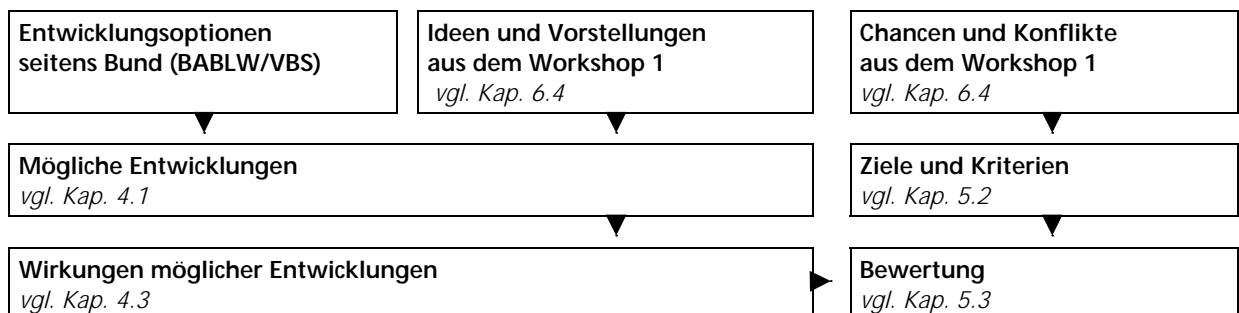 Entwicklungsoptionen
seitens Bund (BABLW/VBS)
Ideen und Vorstellungen
aus dem Workshop 1
vgl. Kap. 6.4
Chancen und Konflikte
aus dem Workshop 1
vgl. Kap. 6.4
Mögliche Entwicklungen
vgl. Kap. 4.1
Ziele und Kriterien
vgl. Kap. 5.2
Wirkungen möglicher Entwicklungen
vgl. Kap. 4.3
Bewertung
vgl. Kap. 5.3